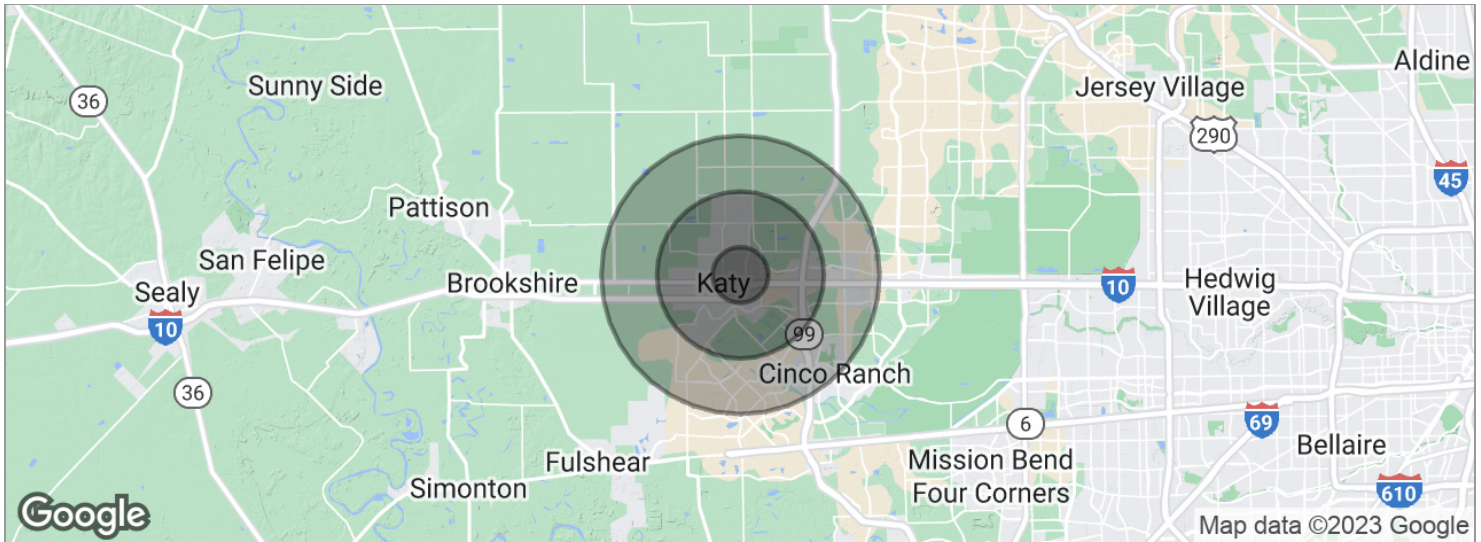 Aldine
Sunny Side
Jersey Village
36
290
45
Pattison
San Felipe
Brookshire
Katy
10
Hedwig
Village
Sealy
10
99
Cinco Ranch
36
6
69
Bellaire
Fulshear
Mission Bend
Four Corners
Simonton
610
Google
Map data ©2023 Google